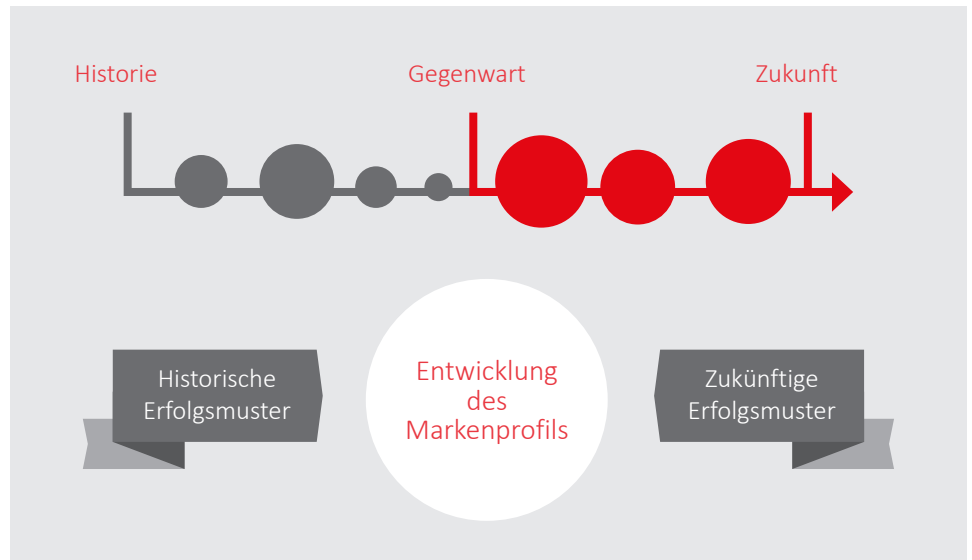 Historie
Gegenwart
Zukunft
Historische
Erfolgsmuster
Entwicklung
des
Markenprofils
Zukünftige
Erfolgsmuster